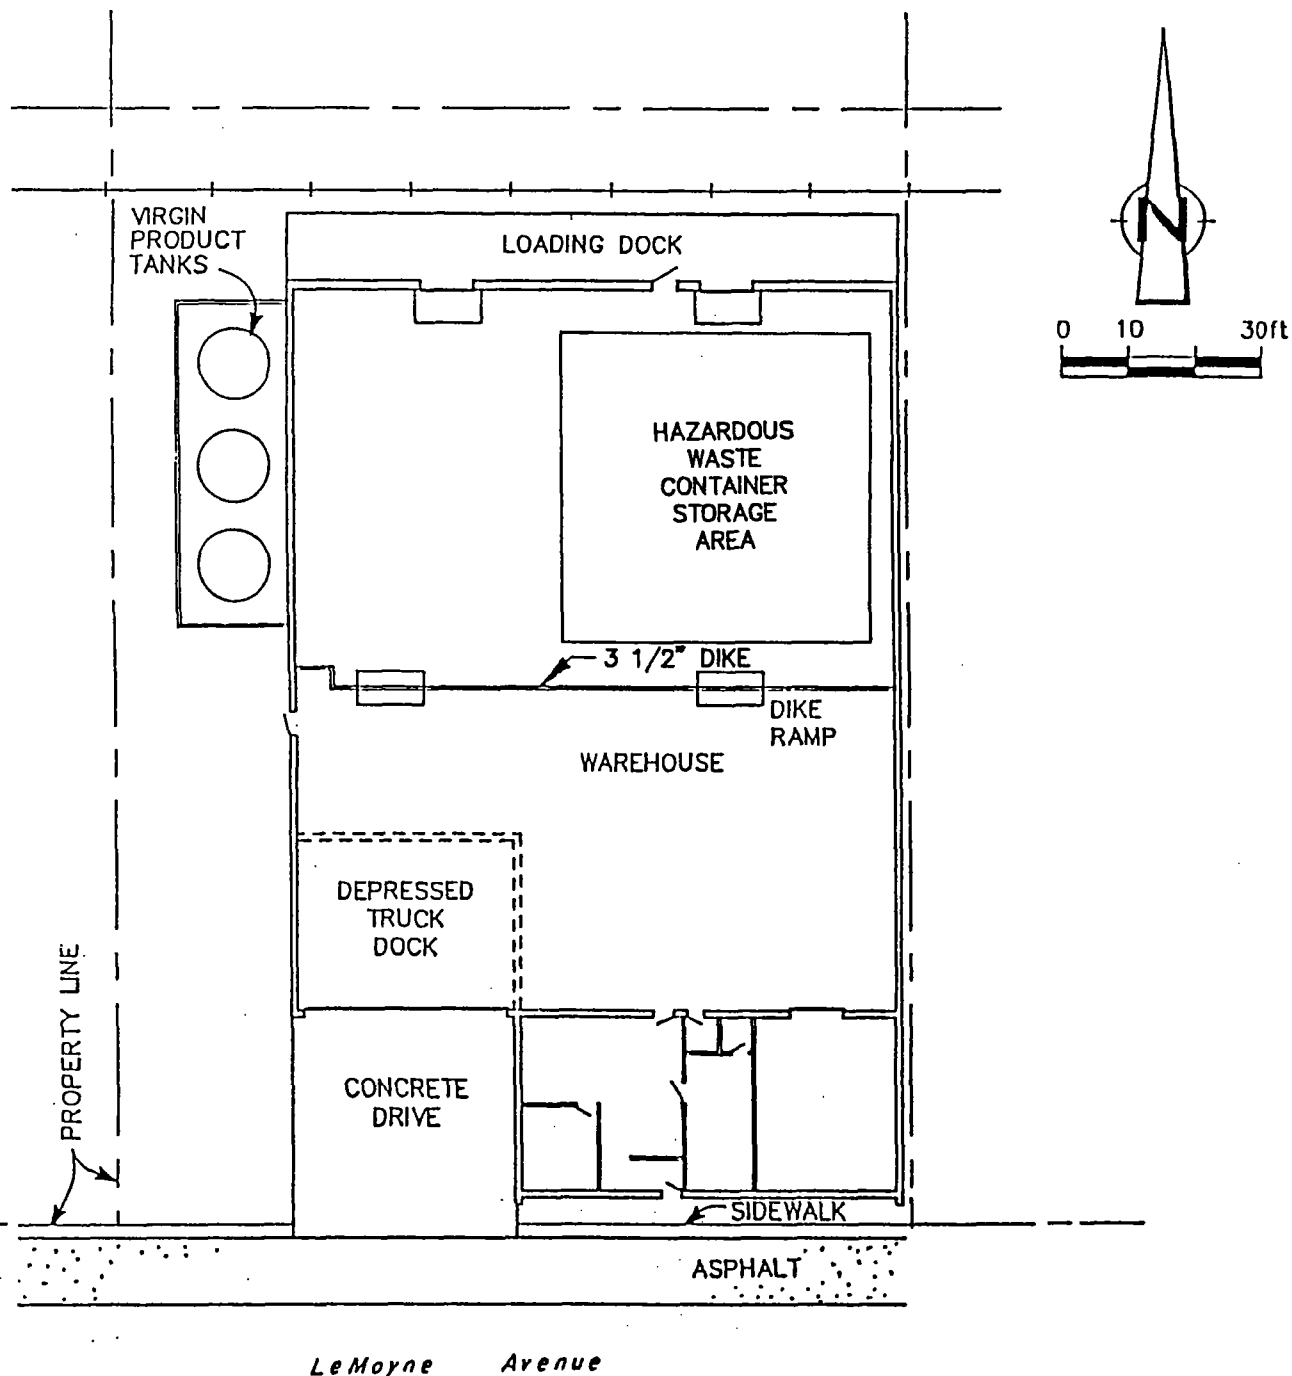 VIRGIN
PRODUCT
TANKS
LOADING DOCK
N
0 10 30ft
HAZARDOUS
WASTE
CONTAINER
STORAGE
AREA
3 1/2" DIKE
DIKE
RAMP
WAREHOUSE
DEPRESSED
TRUCK
DOCK
PROPERTY LINE
CONCRETE
DRIVE
SIDEWALK
ASPHALT
LeMoyne Avenue